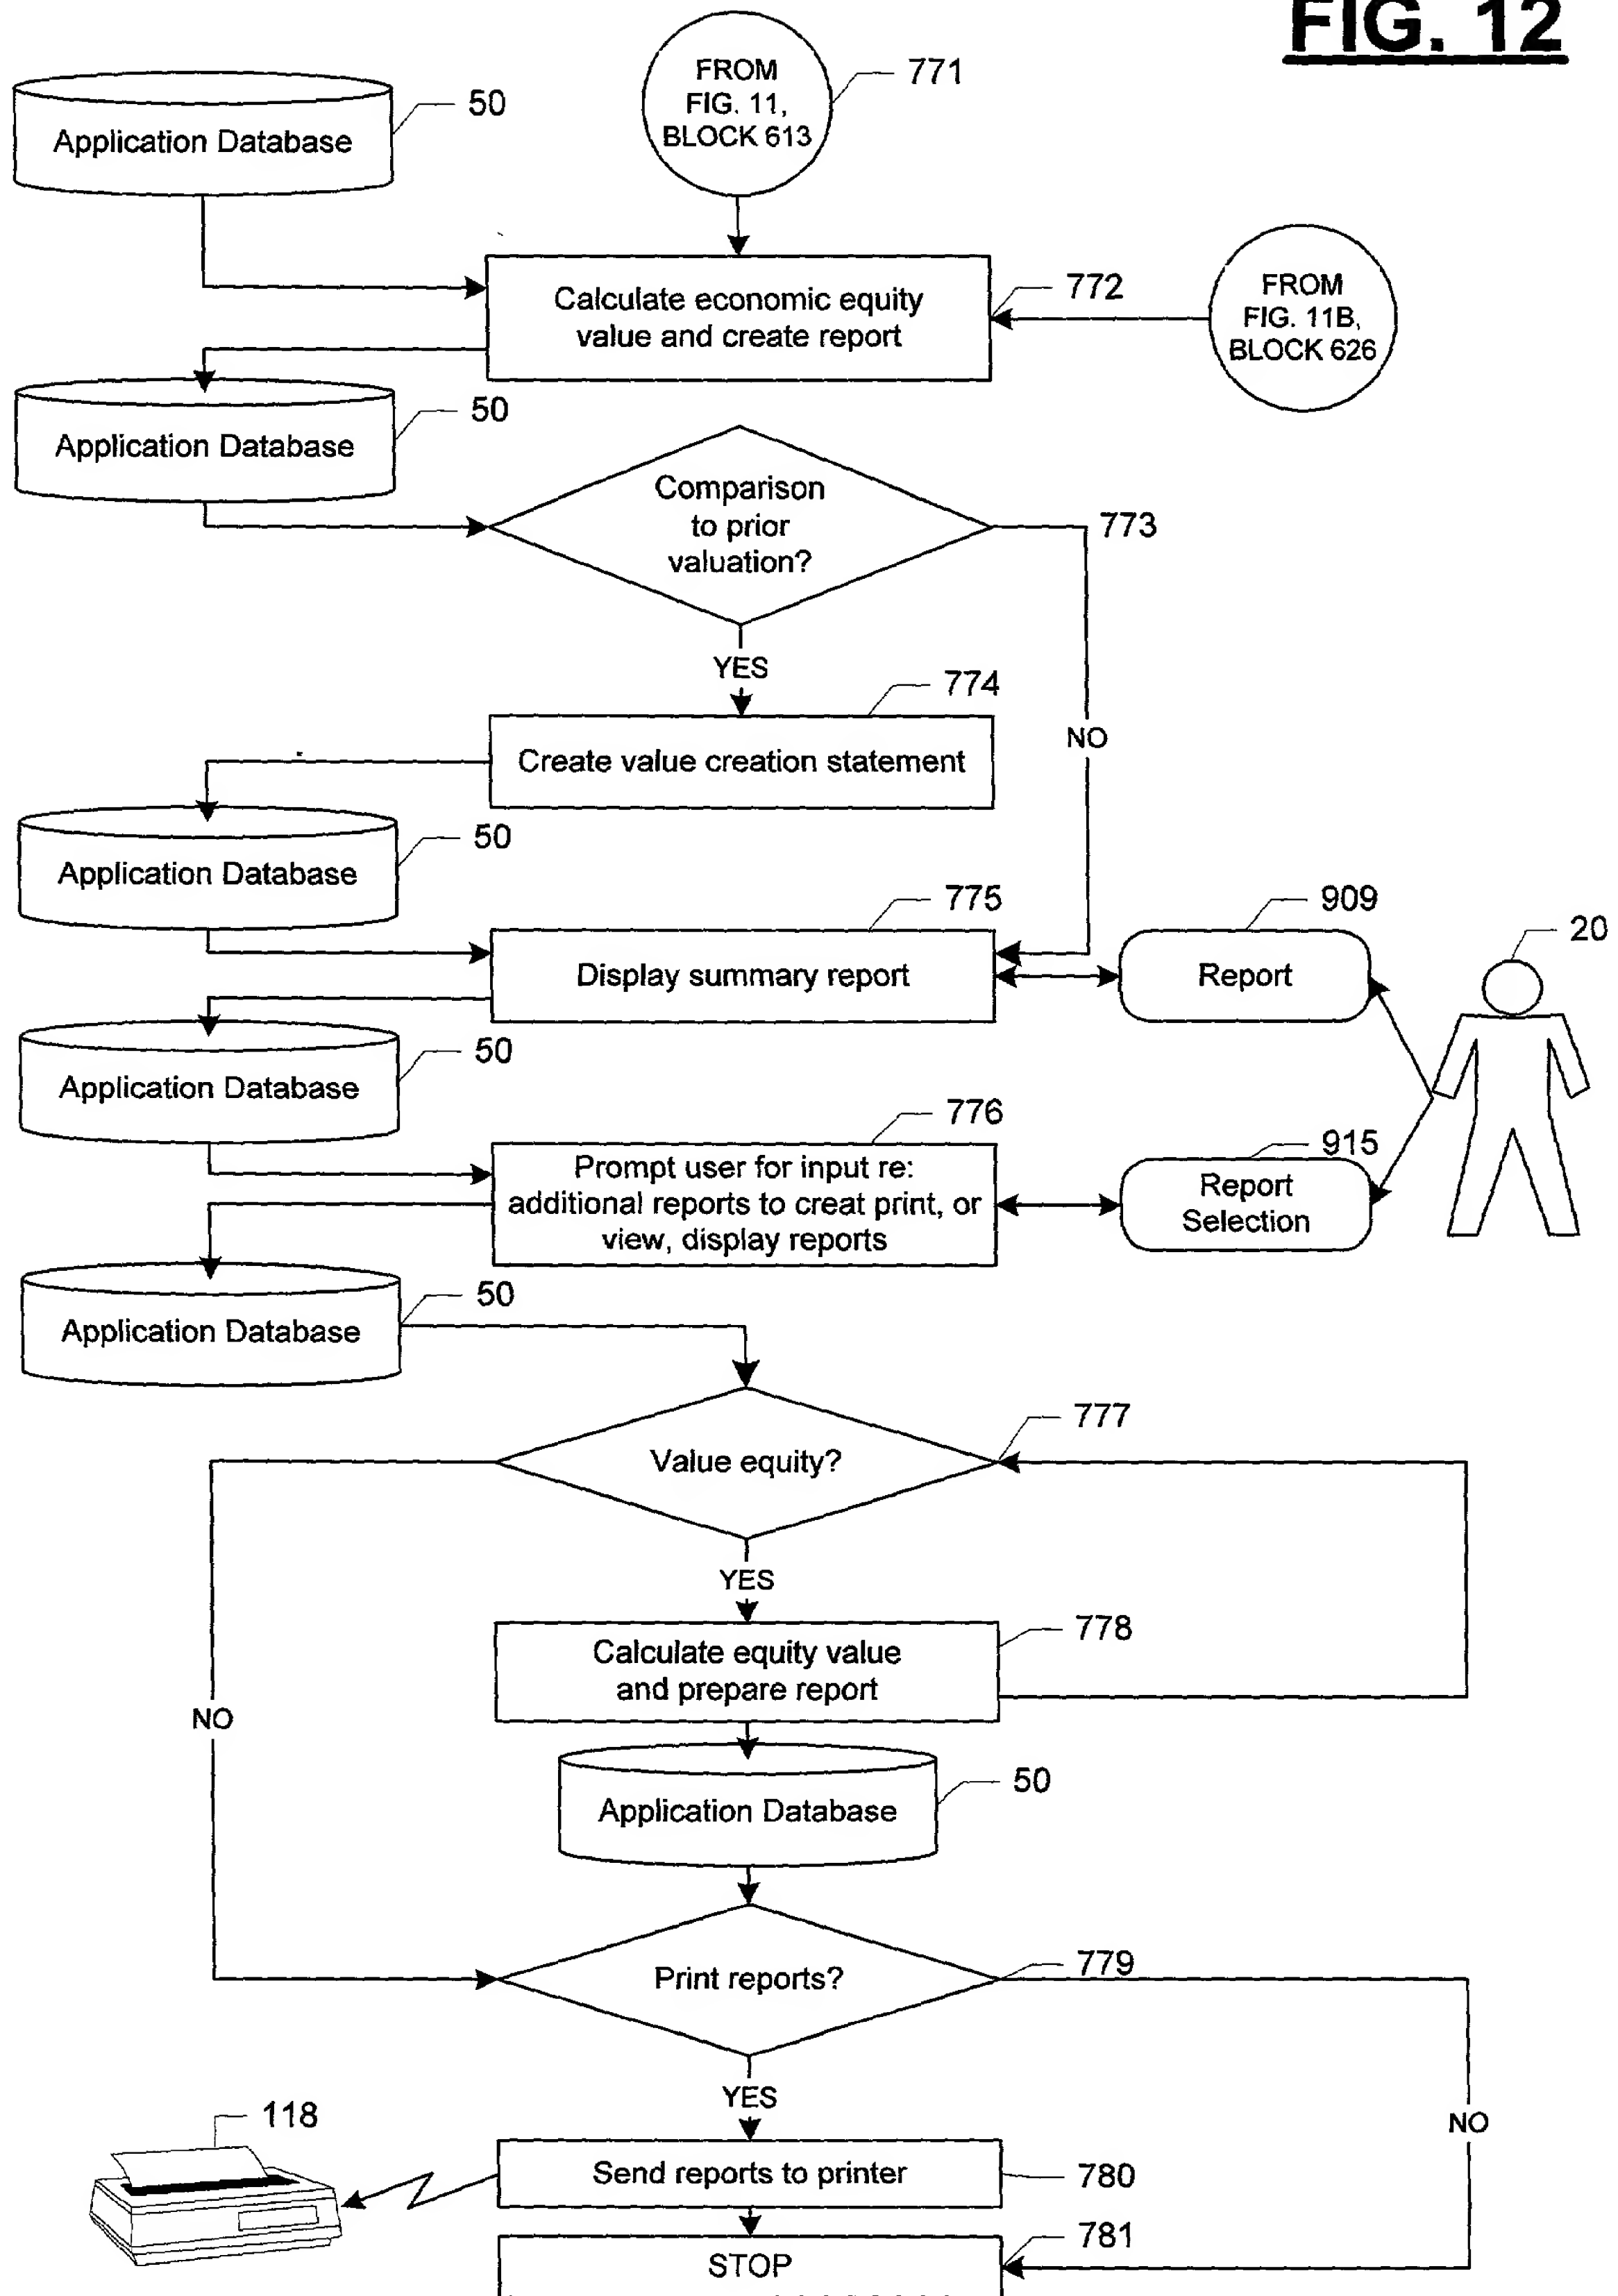 FIG. 12
FROM
FIG. 11,
BLOCK 613
771
Application Database
50
Calculate economic equity
value and create report
772
FROM
FIG. 11B,
BLOCK 626
Application Database
50
Comparison
to prior
valuation?
773
YES
NO
774
Create value creation statement
Application Database
50
775
Display summary report
909
Report
20
Application Database
50
776
Prompt user for input re:
additional reports to creat print, or
view, display reports
915
Report
Selection
Application Database
50
777
Value equity?
YES
NO
778
Calculate equity value
and prepare report
Application Database
50
Print reports?
779
YES
NO
118
Send reports to printer
780
781
STOP